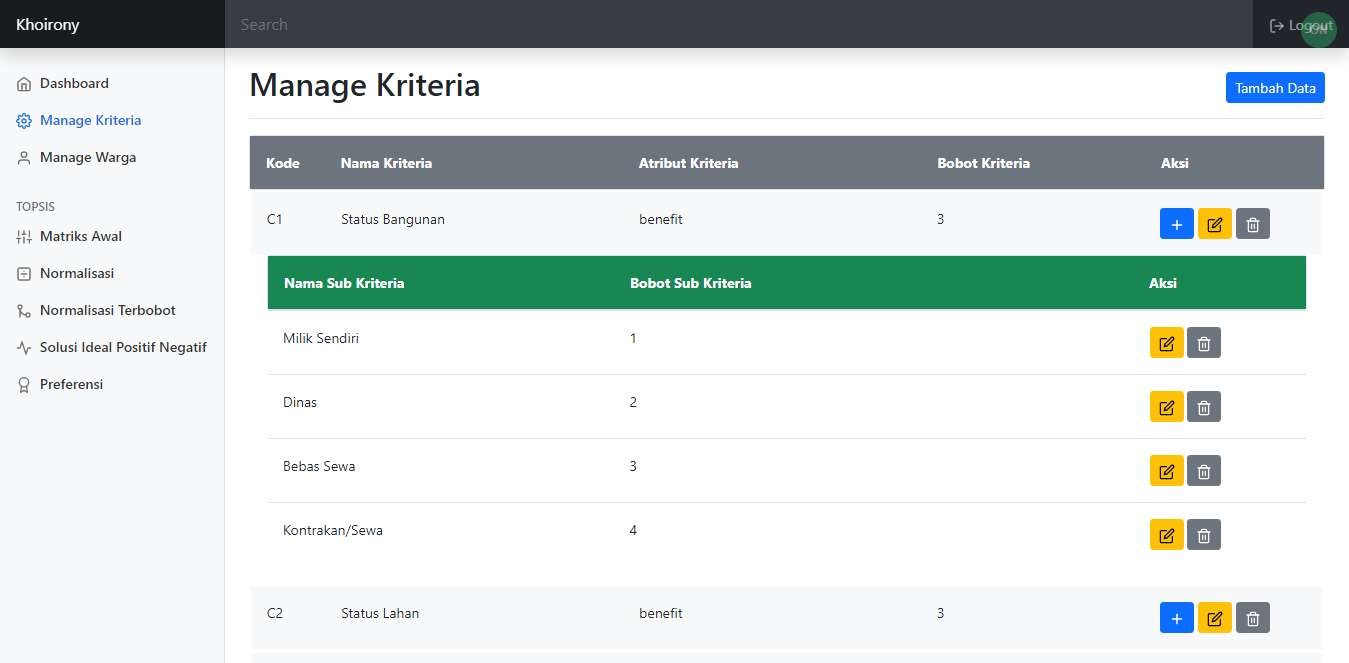 Khoirony
Search
Logout
ON
Dashboard
Manage Kriteria
Manage Warga
TOPSIS
Matriks Awal
Normalisasi
Normalisasi Terbobot
Solusi Ideal Positif Negatif
Preferensi
Manage Kriteria
Tambah Data
Kode Nama Kriteria Atribut Kriteria Bobot Kriteria Aksi
C1 Status Bangunan benefit 3
Nama Sub Kriteria Bobot Sub Kriteria Aksi
Milik Sendiri 1
Dinas 2
Bebas Sewa 3
Kontrakan/Sewa 4
C2 Status Lahan benefit 3